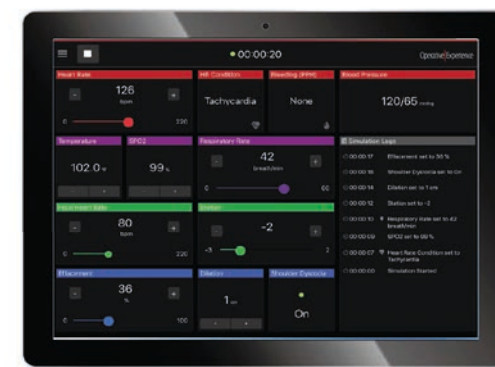 00:00:20
Operative Experience
Heart Rate
126
bpm
-
+
0
220
HR Condition
Tachycardia
Bleeding (PPH)
None
Blood Pressure
120/65 mmHg
Temperature
102.0
-
+
SPO2
99 %
-
+
Respiratory Rate
42
breath/min
-
+
0
60
80
bpm
-
+
0
220
Station
-2
-
+
-3
2
Effacement
36
%
-
+
0
100
Dilation
1 cm
-
+
Shoulder Dystocia
On
Simulation Logs
00:00:17 Effacement set to 36 %
00:00:16 Shoulder Dystocia set to On
00:00:14 Dilation set to 1 cm
00:00:12 Station set to -2
00:00:10 Respiratory Rate set to 42
breath/min
00:00:09 SPO2 set to 99 %
00:00:07 Heart Rate Condition set to
Tachycardia
00:00:00 Simulation Started